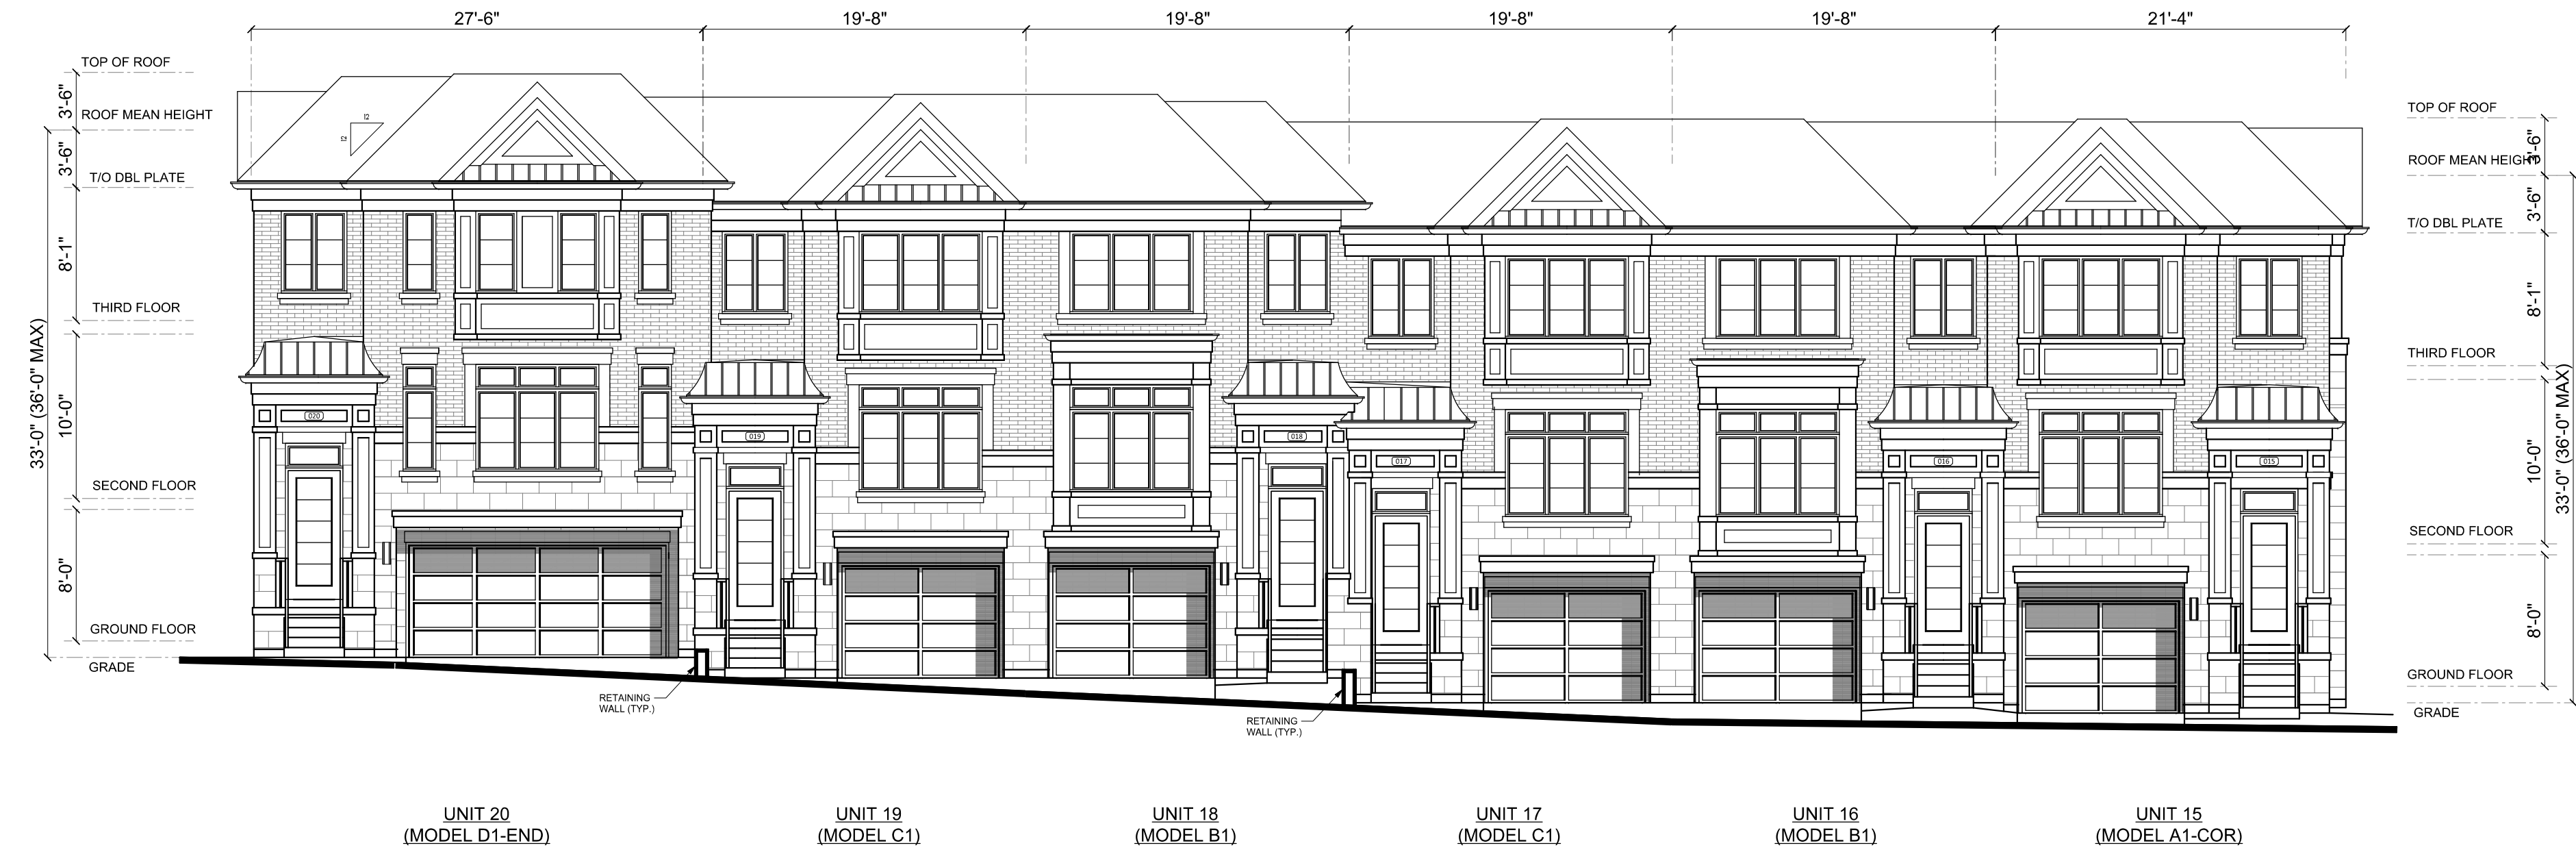 27'-6"
19'-8"
19'-8"
19'-8"
19'-8"
21'-4"
TOP OF ROOF
3'-6"
ROOF MEAN HEIGHT
3'-6"
T/O DBL PLATE
8'-1"
THIRD FLOOR
33'-0" (36'-0" MAX)
10'-0"
SECOND FLOOR
8'-0"
GROUND FLOOR
GRADE
12
12
020
019
018
017
016
015
RETAINING
WALL (TYP.)
RETAINING
WALL (TYP.)
TOP OF ROOF
3'-6"
ROOF MEAN HEIGHT
3'-6"
T/O DBL PLATE
8'-1"
THIRD FLOOR
33'-0" (36'-0" MAX)
10'-0"
SECOND FLOOR
8'-0"
GROUND FLOOR
GRADE
UNIT 20
(MODEL D1-END)
UNIT 19
(MODEL C1)
UNIT 18
(MODEL B1)
UNIT 17
(MODEL C1)
UNIT 16
(MODEL B1)
UNIT 15
(MODEL A1-COR)